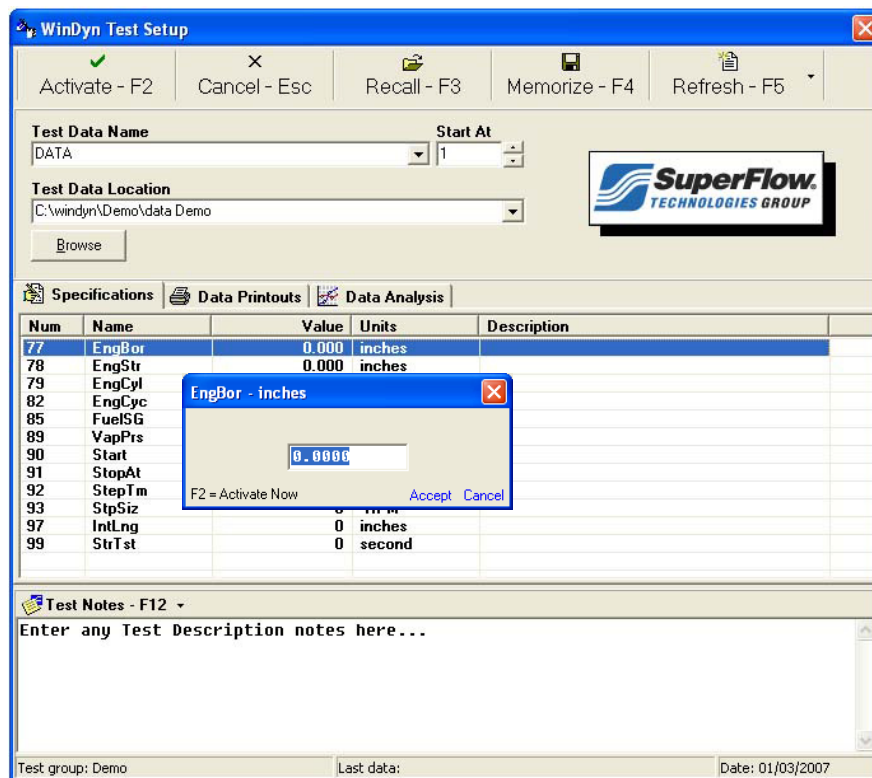 WinDyn Test Setup
Activate - F2 Cancel - Esc Recall - F3 Memorize - F4 Refresh - F5
Test Data Name Start At
DATA 1
Test Data Location
C:\windyn\Demo\data Demo
Browse
SuperFlow.
TECHNOLOGIES GROUP
Specifications Data Printouts Data Analysis
Num Name Value Units Description
77 EngBor 0.000 inches
78 EngStr 0.000 inches
79 EngCyl
82 EngCyc
85 FuelSG
89 VapPrs
90 Start
91 StopAt
92 StepTm
93 StpSiz
97 IntLng 0 inches
99 StrTst 0 second
EngBor - inches
0.0000
F2 = Activate Now Accept Cancel
Test Notes - F12
Enter any Test Description notes here...
Test group: Demo Last data: Date: 01/03/2007